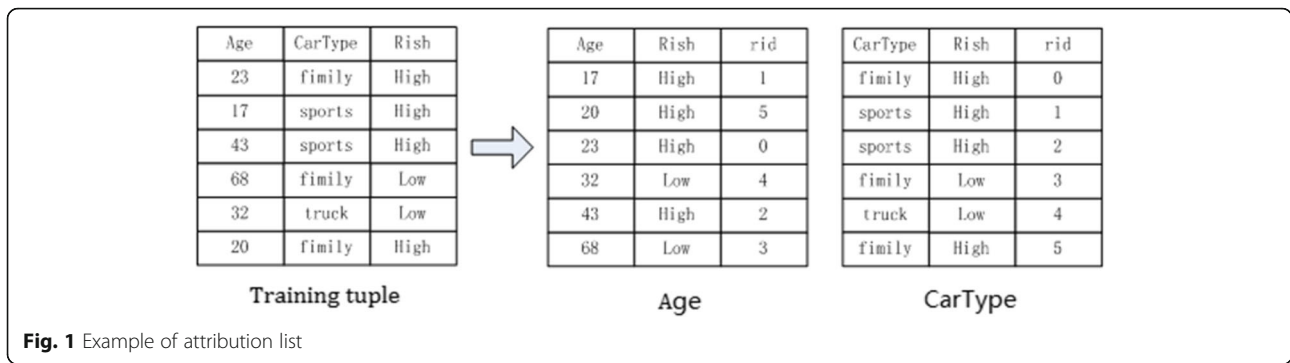 Age CarType Rish
23 fimily High
17 sports High
43 sports High
68 fimily Low
32 truck Low
20 fimily High
Training tuple
Age Rish rid
17 High 1
20 High 5
23 High 0
32 Low 4
43 High 2
68 Low 3
Age
CarType Rish rid
fimily High 0
sports High 1
sports High 2
fimily Low 3
truck Low 4
fimily High 5
CarType
Fig. 1 Example of attribution list